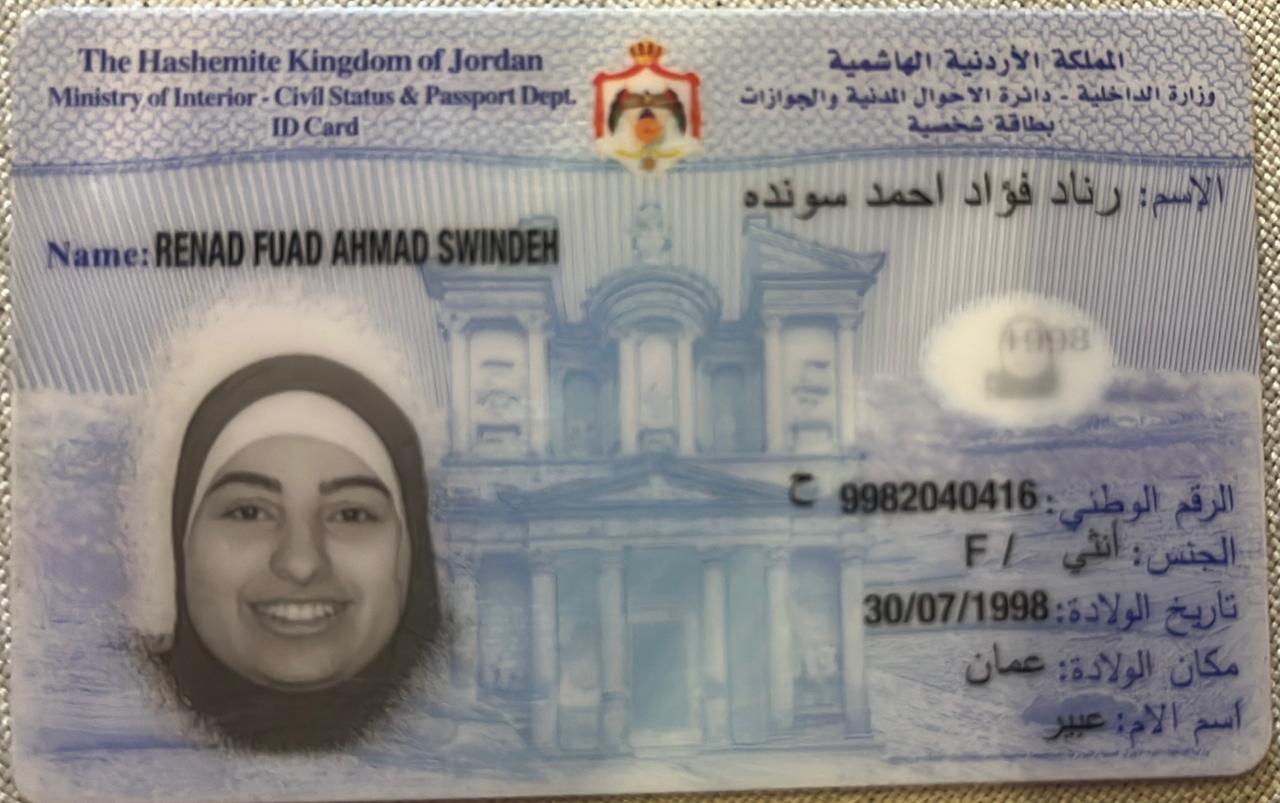 The Hashemite Kingdom of Jordan
Ministry of Interior - Civil Status & Passport Dept.
ID Card
المملكة الأردنية الهاشمية
وزارة الداخلية - دائرة الاحوال المدنية والجوازات
بطاقة شخصية
الإسم: رناد فؤاد احمد سونده
Name: RENAD FUAD AHMAD SWINDEH
1998
الرقم الوطني: 9982040416 ح
الجنس: أنثي / F
تاريخ الولادة: 30/07/1998
مكان الولادة: عمان
أسم الام: عبير